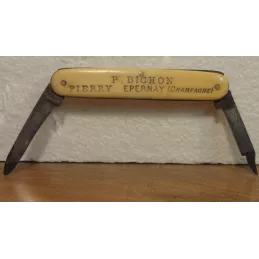 P. BICHON
PIERRY EPERNAY (CHAMPAGNE)